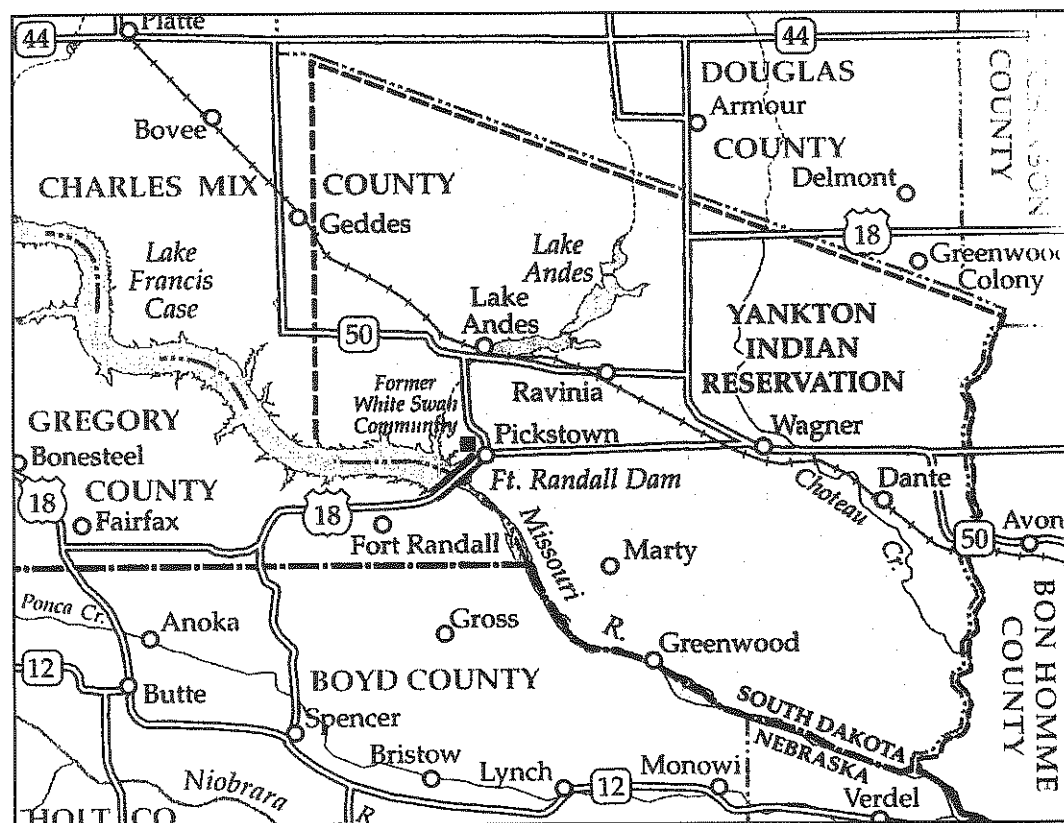 Platte
44
44
DOUGLAS
COUNTY
Armour
COUNTY
Bovee
CHARLES MIX
COUNTY
Delmont
Geddes
18
Lake
Francis
Case
Lake
Andes
Greenwood
Colony
Lake
Andes
50
YANKTON
INDIAN
RESERVATION
Ravinia
Former
White Swan
Community
GREGORY
COUNTY
Bonesteel
Pickstown
Wagner
18
18
Ft. Randall Dam
Choteau
Cr.
Dante
Fairfax
Fort Randall
Missouri
R.
Marty
50
Avon
Ponca Cr.
Anoka
Gross
Greenwood
BON HOMME
COUNTY
12
Butte
BOYD COUNTY
SOUTH DAKOTA
NEBRASKA
Spencer
Bristow
Lynch
12
Monowi
Verdel
Niobrara
R.
HOLT CO